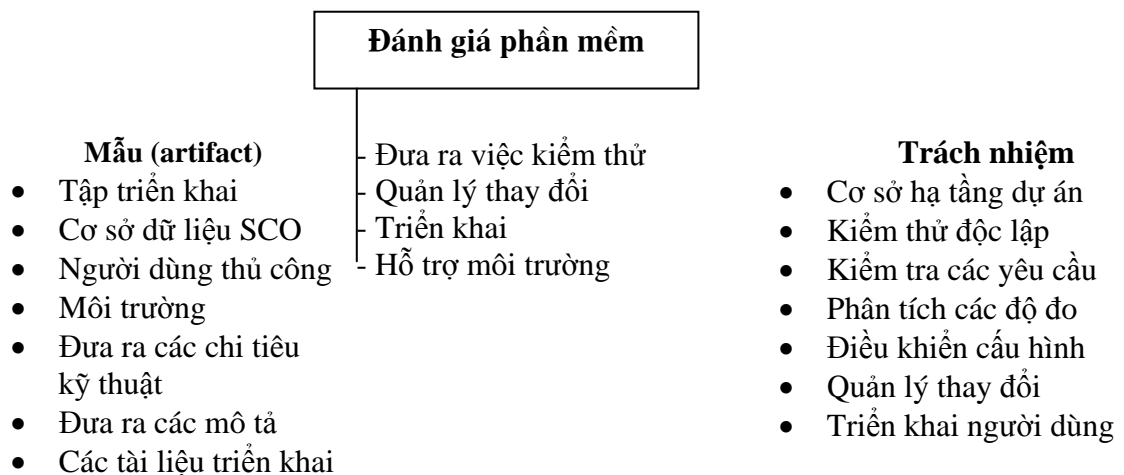 Đánh giá phần mềm
Mẫu (artifact)
• Tập triển khai
• Cơ sở dữ liệu SCO
• Người dùng thủ công
• Môi trường
• Đưa ra các chi tiêu
kỹ thuật
• Đưa ra các mô tả
• Các tài liệu triển khai
- Đưa ra việc kiểm thử
- Quản lý thay đổi
- Triển khai
- Hỗ trợ môi trường
Trách nhiệm
• Cơ sở hạ tầng dự án
• Kiểm thử độc lập
• Kiểm tra các yêu cầu
• Phân tích các độ đo
• Điều khiển cấu hình
• Quản lý thay đổi
• Triển khai người dùng